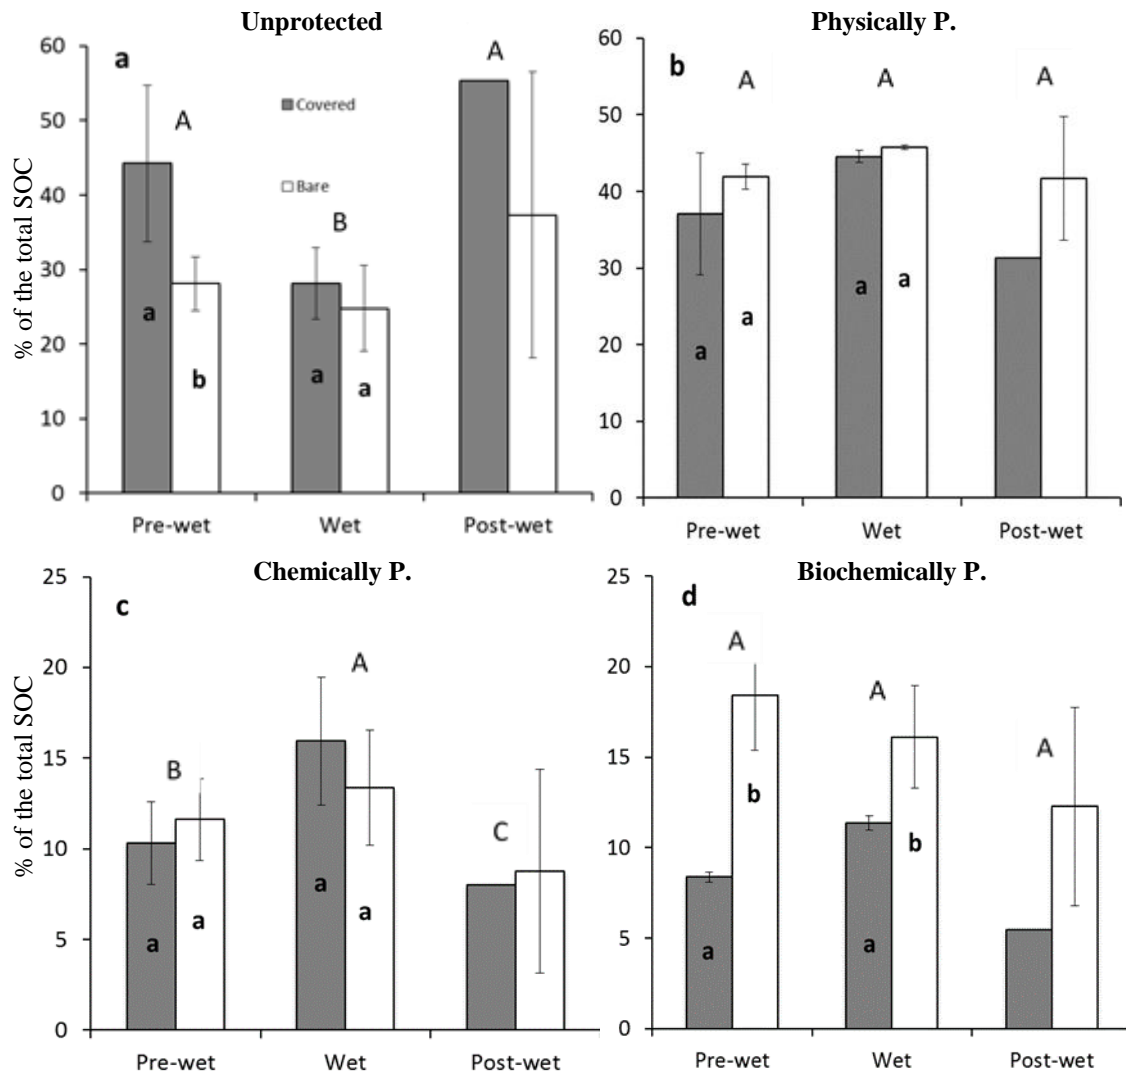 Unprotected
60
50
40
30
20
10
0
% of the total SOC
a
A
B
A
Covered
Bare
a
b
a
a
Pre-wet
Wet
Post-wet
Physically P.
60
50
40
30
20
10
0
b
A
A
A
a
a
a
a
Pre-wet
Wet
Post-wet
Chemically P.
25
20
15
10
5
0
% of the total SOC
c
B
A
C
a
a
a
a
Pre-wet
Wet
Post-wet
Biochemically P.
25
20
15
10
5
0
d
A
A
A
a
b
a
b
Pre-wet
Wet
Post-wet